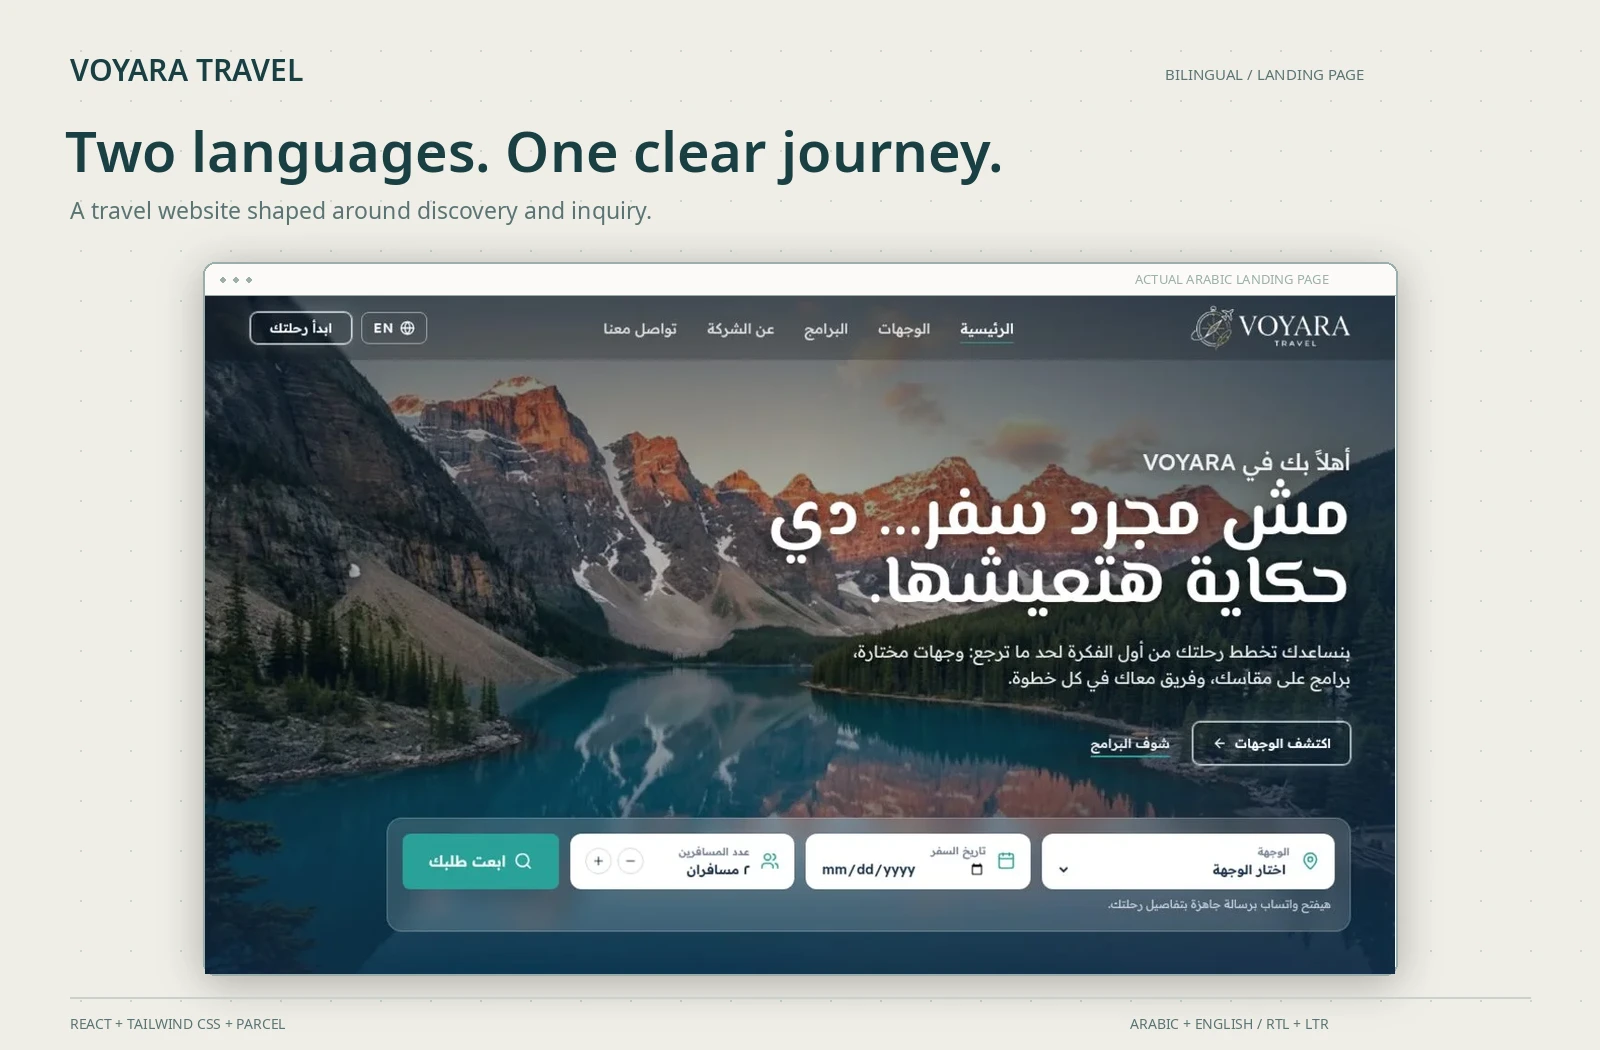 VOYARA TRAVEL
BILINGUAL / LANDING PAGE
Two languages. One clear journey.
A travel website shaped around discovery and inquiry.
ACTUAL ARABIC LANDING PAGE
VOYARA
TRAVEL
الرئيسية
الوجهات
البرامج
عن الشركة
تواصل معنا
EN
ابدأ رحلتك
أهلاً بك في VOYARA
مش مجرد سفر... دي
حكاية هتعيشها.
بنساعدك تخطط رحلتك من أول الفكرة لحد ما ترجع: وجهات مختارة،
برامج على مقاسك، وفريق معاك في كل خطوة.
اكتشف الوجهات ←
شوف البرامج
الوجهة
اختار الوجهة
تاريخ السفر
mm/dd/yyyy
عدد المسافرين
٢ مسافران
− +
ابعت طلبك
هيفتح واتساب برسالة جاهزة بتفاصيل رحلتك.
REACT + TAILWIND CSS + PARCEL
ARABIC + ENGLISH / RTL + LTR